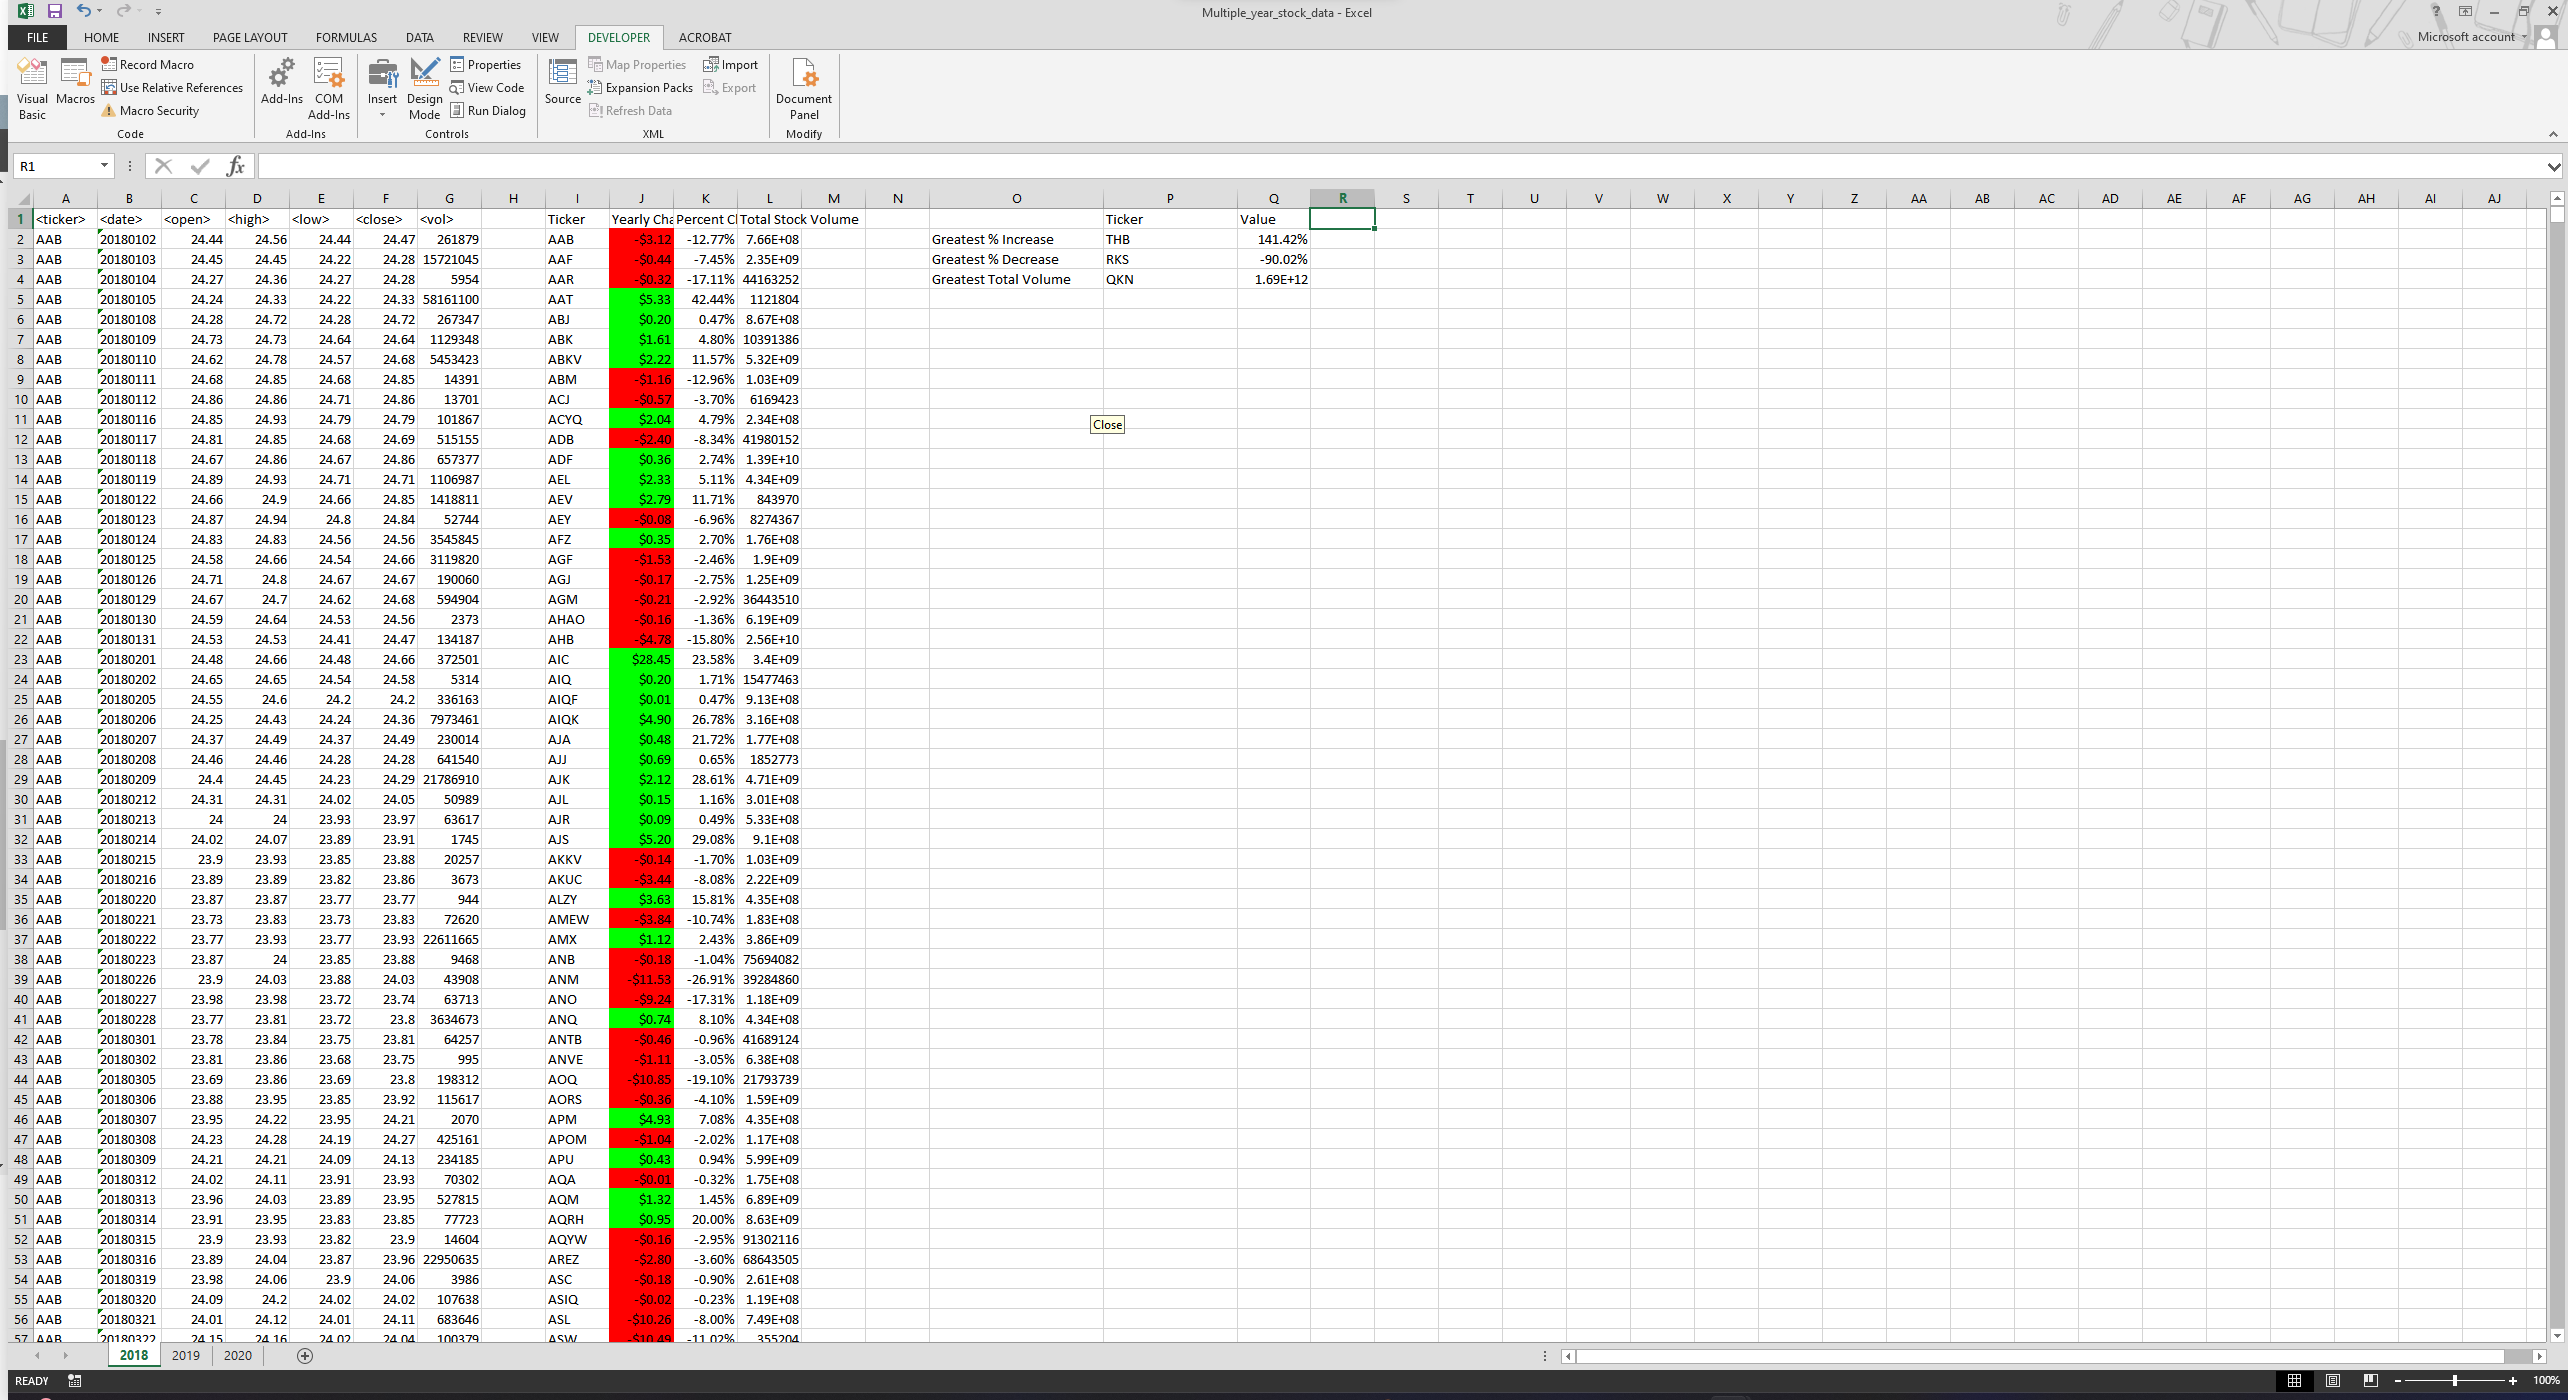 Multiple_year_stock_data - Excel
FILE HOME INSERT PAGE LAYOUT FORMULAS DATA REVIEW VIEW DEVELOPER ACROBAT Microsoft account
Visual Basic Macros Record Macro Use Relative References Macro Security Code
Add-Ins COM Add-Ins Add-Ins
Insert Design Mode Properties View Code Run Dialog Controls
Source Map Properties Expansion Packs Refresh Data Import Export XML
Document Panel Modify
R1 fx
A B C D E F G H I J K L M N O P Q R S T U V W X Y Z AA AB AC AD AE AF AG AH AI AJ
1 <ticker> <date> <open> <high> <low> <close> <vol> Ticker Yearly Cha Percent Cl Total Stock Volume Ticker Value
2 AAB 20180102 24.44 24.56 24.44 24.47 261879 AAB -$3.12 -12.77% 7.66E+08 Greatest % Increase THB 141.42%
3 AAB 20180103 24.45 24.45 24.22 24.28 15721045 AAF -$0.44 -7.45% 2.35E+09 Greatest % Decrease RKS -90.02%
4 AAB 20180104 24.27 24.36 24.27 24.28 5954 AAR -$0.32 -17.11% 44163252 Greatest Total Volume QKN 1.69E+12
5 AAB 20180105 24.24 24.33 24.22 24.33 58161100 AAT $5.33 42.44% 1121804
6 AAB 20180108 24.28 24.72 24.28 24.72 267347 ABJ $0.20 0.47% 8.67E+08
7 AAB 20180109 24.73 24.73 24.64 24.64 1129348 ABK $1.61 4.80% 10391386
8 AAB 20180110 24.62 24.78 24.57 24.68 5453423 ABKV $2.22 11.57% 5.32E+09
9 AAB 20180111 24.68 24.85 24.68 24.85 14391 ABM -$1.16 -12.96% 1.03E+09
10 AAB 20180112 24.86 24.86 24.71 24.86 13701 ACJ -$0.57 -3.70% 6169423
11 AAB 20180116 24.85 24.93 24.79 24.79 101867 ACYQ $2.04 4.79% 2.34E+08 Close
12 AAB 20180117 24.81 24.85 24.68 24.69 515155 ADB -$2.40 -8.34% 41980152
13 AAB 20180118 24.67 24.86 24.67 24.86 657377 ADF $0.36 2.74% 1.39E+10
14 AAB 20180119 24.89 24.93 24.71 24.71 1106987 AEL $2.33 5.11% 4.34E+09
15 AAB 20180122 24.66 24.9 24.66 24.85 1418811 AEV $2.79 11.71% 843970
16 AAB 20180123 24.87 24.94 24.8 24.84 52744 AEY -$0.08 -6.96% 8274367
17 AAB 20180124 24.83 24.83 24.56 24.56 3545845 AFZ $0.35 2.70% 1.76E+08
18 AAB 20180125 24.58 24.66 24.54 24.66 3119820 AGF -$1.53 -2.46% 1.9E+09
19 AAB 20180126 24.71 24.8 24.67 24.67 190060 AGJ -$0.17 -2.75% 1.25E+09
20 AAB 20180129 24.67 24.7 24.62 24.68 594904 AGM -$0.21 -2.92% 36443510
21 AAB 20180130 24.59 24.64 24.53 24.56 2373 AHAO -$0.16 -1.36% 6.19E+09
22 AAB 20180131 24.53 24.53 24.41 24.47 134187 AHB -$4.78 -15.80% 2.56E+10
23 AAB 20180201 24.48 24.66 24.48 24.66 372501 AIC $28.45 23.58% 3.4E+09
24 AAB 20180202 24.65 24.65 24.54 24.58 5314 AIQ $0.20 1.71% 15477463
25 AAB 20180205 24.55 24.6 24.2 24.2 336163 AIQF $0.01 0.47% 9.13E+08
26 AAB 20180206 24.25 24.43 24.24 24.36 7973461 AIQK $4.90 26.78% 3.16E+08
27 AAB 20180207 24.37 24.49 24.37 24.49 230014 AJA $0.48 21.72% 1.77E+08
28 AAB 20180208 24.46 24.46 24.28 24.28 641540 AJJ $0.69 0.65% 1852773
29 AAB 20180209 24.4 24.45 24.23 24.29 21786910 AJK $2.12 28.61% 4.71E+09
30 AAB 20180212 24.31 24.31 24.02 24.05 50989 AJL $0.15 1.16% 3.01E+08
31 AAB 20180213 24 24 23.93 23.97 63617 AJR $0.09 0.49% 5.33E+08
32 AAB 20180214 24.02 24.07 23.89 23.91 1745 AJS $5.20 29.08% 9.1E+08
33 AAB 20180215 23.9 23.93 23.85 23.88 20257 AKKV -$0.14 -1.70% 1.03E+09
34 AAB 20180216 23.89 23.89 23.82 23.86 3673 AKUC -$3.44 -8.08% 2.22E+09
35 AAB 20180220 23.87 23.87 23.77 23.77 944 ALZY $3.63 15.81% 4.35E+08
36 AAB 20180221 23.73 23.83 23.73 23.83 72620 AMEW -$3.84 -10.74% 1.83E+08
37 AAB 20180222 23.77 23.93 23.77 23.93 22611665 AMX $1.12 2.43% 3.86E+09
38 AAB 20180223 23.87 24 23.85 23.88 9468 ANB -$0.18 -1.04% 75694082
39 AAB 20180226 23.9 24.03 23.88 24.03 43908 ANM -$11.53 -26.91% 39284860
40 AAB 20180227 23.98 23.98 23.72 23.74 63713 ANO -$9.24 -17.31% 1.18E+09
41 AAB 20180228 23.77 23.81 23.72 23.8 3634673 ANQ $0.74 8.10% 4.34E+08
42 AAB 20180301 23.78 23.84 23.75 23.81 64257 ANTB -$0.46 -0.96% 41689124
43 AAB 20180302 23.81 23.86 23.68 23.75 995 ANVE -$1.11 -3.05% 6.38E+08
44 AAB 20180305 23.69 23.86 23.69 23.8 198312 AOQ -$10.85 -19.10% 21793739
45 AAB 20180306 23.88 23.95 23.85 23.92 115617 AORS -$0.36 -4.10% 1.59E+09
46 AAB 20180307 23.95 24.22 23.95 24.21 2070 APM $4.93 7.08% 4.35E+08
47 AAB 20180308 24.23 24.28 24.19 24.27 425161 APOM -$1.04 -2.02% 1.17E+08
48 AAB 20180309 24.21 24.21 24.09 24.13 234185 APU $0.43 0.94% 5.99E+09
49 AAB 20180312 24.02 24.11 23.91 23.93 70302 AQA -$0.01 -0.32% 1.75E+08
50 AAB 20180313 23.96 24.03 23.89 23.95 527815 AQM $1.32 1.45% 6.89E+09
51 AAB 20180314 23.91 23.95 23.83 23.85 77723 AQRH $0.95 20.00% 8.63E+09
52 AAB 20180315 23.9 23.93 23.82 23.9 14604 AQYW -$0.16 -2.95% 91302116
53 AAB 20180316 23.89 24.04 23.87 23.96 22950635 AREZ -$2.80 -3.60% 68643505
54 AAB 20180319 23.98 24.06 23.9 24.06 3986 ASC -$0.18 -0.90% 2.61E+08
55 AAB 20180320 24.09 24.2 24.02 24.02 107638 ASIQ -$0.02 -0.23% 1.19E+08
56 AAB 20180321 24.01 24.12 24.01 24.11 683646 ASL -$10.26 -8.00% 7.49E+08
57 AAB 20180322 24.15 24.16 24.02 24.04 100379 ASW -$10.49 -11.02% 355204
2018 2019 2020
READY 100%